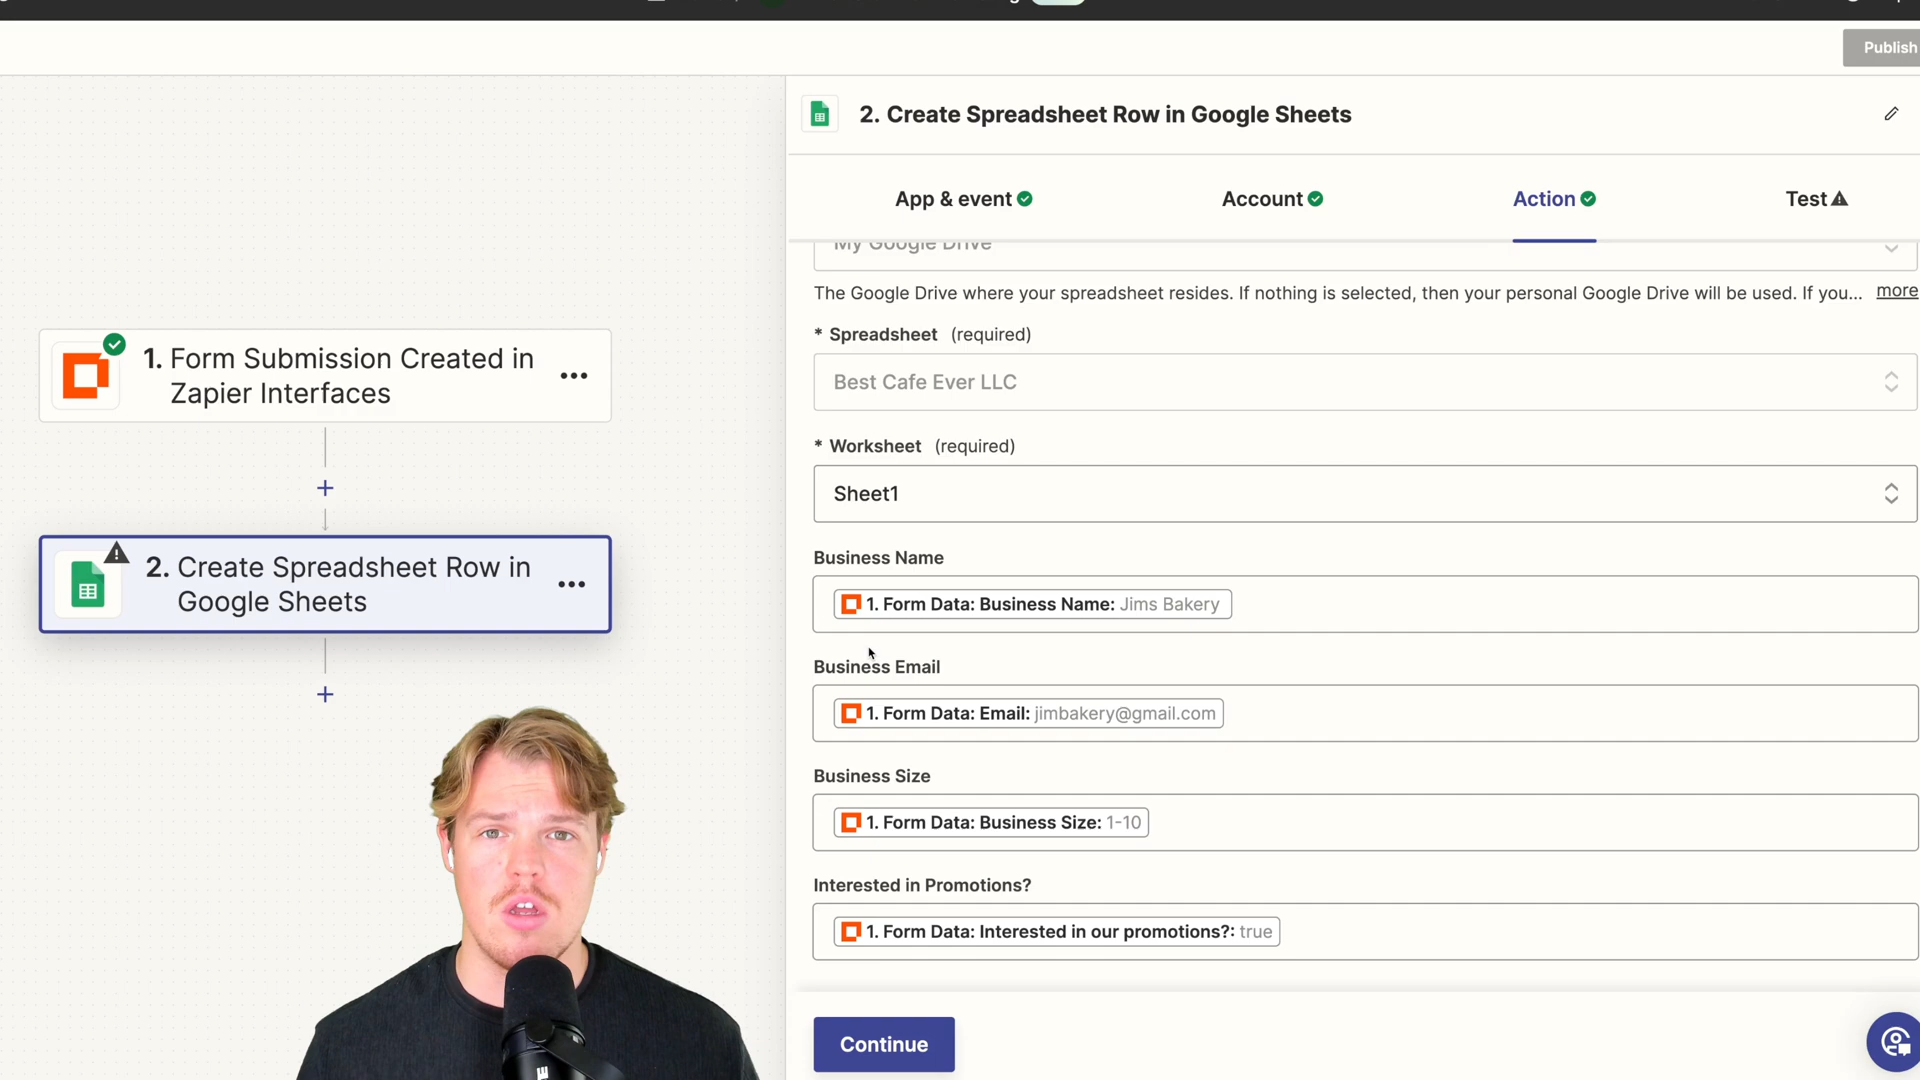 Publish
2. Create Spreadsheet Row in Google Sheets
App & event
Account
Action
Test
My Google Drive
The Google Drive where your spreadsheet resides. If nothing is selected, then your personal Google Drive will be used. If you... more
* Spreadsheet (required)
Best Cafe Ever LLC
* Worksheet (required)
Sheet1
Business Name
1. Form Data: Business Name: Jims Bakery
Business Email
1. Form Data: Email: jimbakery@gmail.com
Business Size
1. Form Data: Business Size: 1-10
Interested in Promotions?
1. Form Data: Interested in our promotions?: true
Continue
1. Form Submission Created in
Zapier Interfaces
2. Create Spreadsheet Row in
Google Sheets